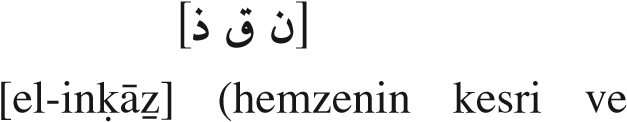 [ن ق ذ]
[el-inḳāẕ] (hemzenin kesri ve